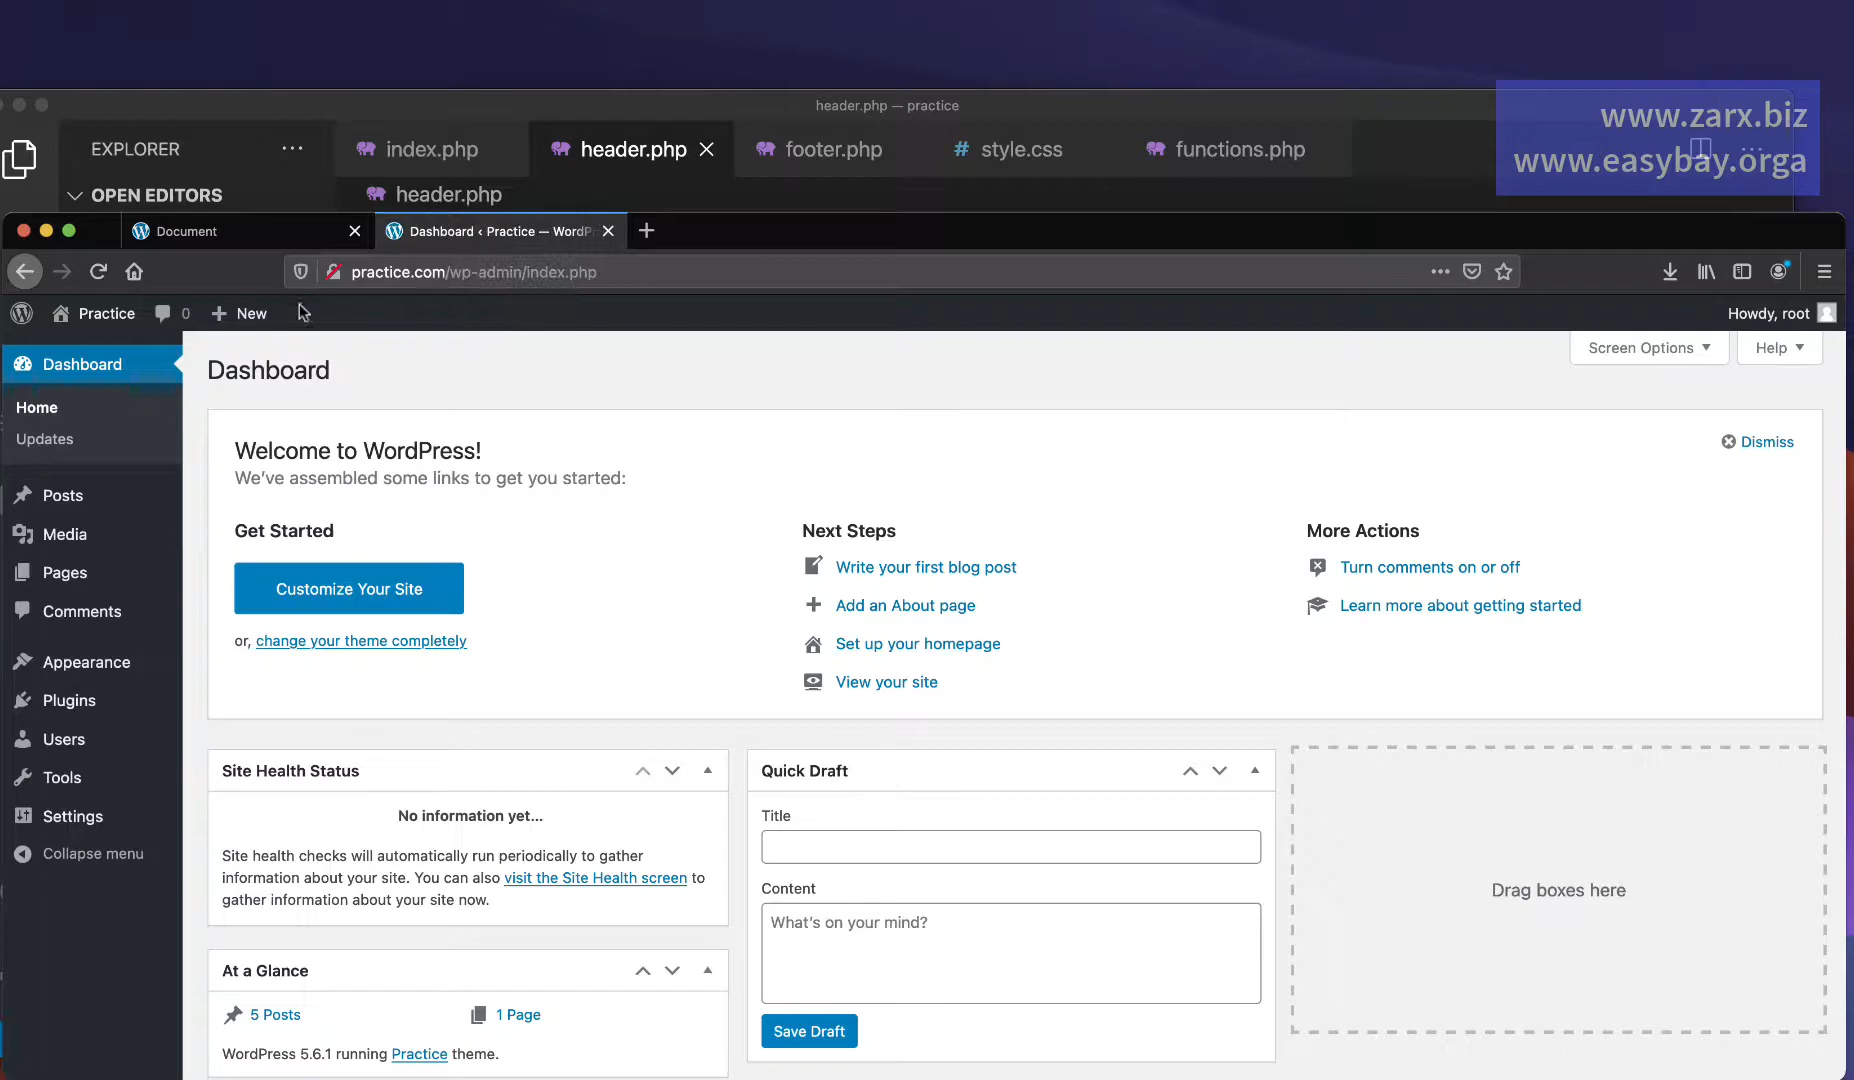 header.php — practice
www.zarx.biz
www.easybay.orga
EXPLORER
index.php
header.php
footer.php
style.css
functions.php
OPEN EDITORS
header.php
Document
Dashboard ‹ Practice — WordP
practice.com/wp-admin/index.php
Practice
0
New
Howdy, root
Screen Options
Help
Dashboard
Home
Updates
Posts
Media
Pages
Comments
Appearance
Plugins
Users
Tools
Settings
Collapse menu
Dashboard
Welcome to WordPress!
We've assembled some links to get you started:
Dismiss
Get Started
Customize Your Site
or, change your theme completely
Next Steps
Write your first blog post
Add an About page
Set up your homepage
View your site
More Actions
Turn comments on or off
Learn more about getting started
Site Health Status
No information yet...
Site health checks will automatically run periodically to gather
information about your site. You can also visit the Site Health screen to
gather information about your site now.
At a Glance
5 Posts
1 Page
WordPress 5.6.1 running Practice theme.
Quick Draft
Title
Content
What's on your mind?
Save Draft
Drag boxes here